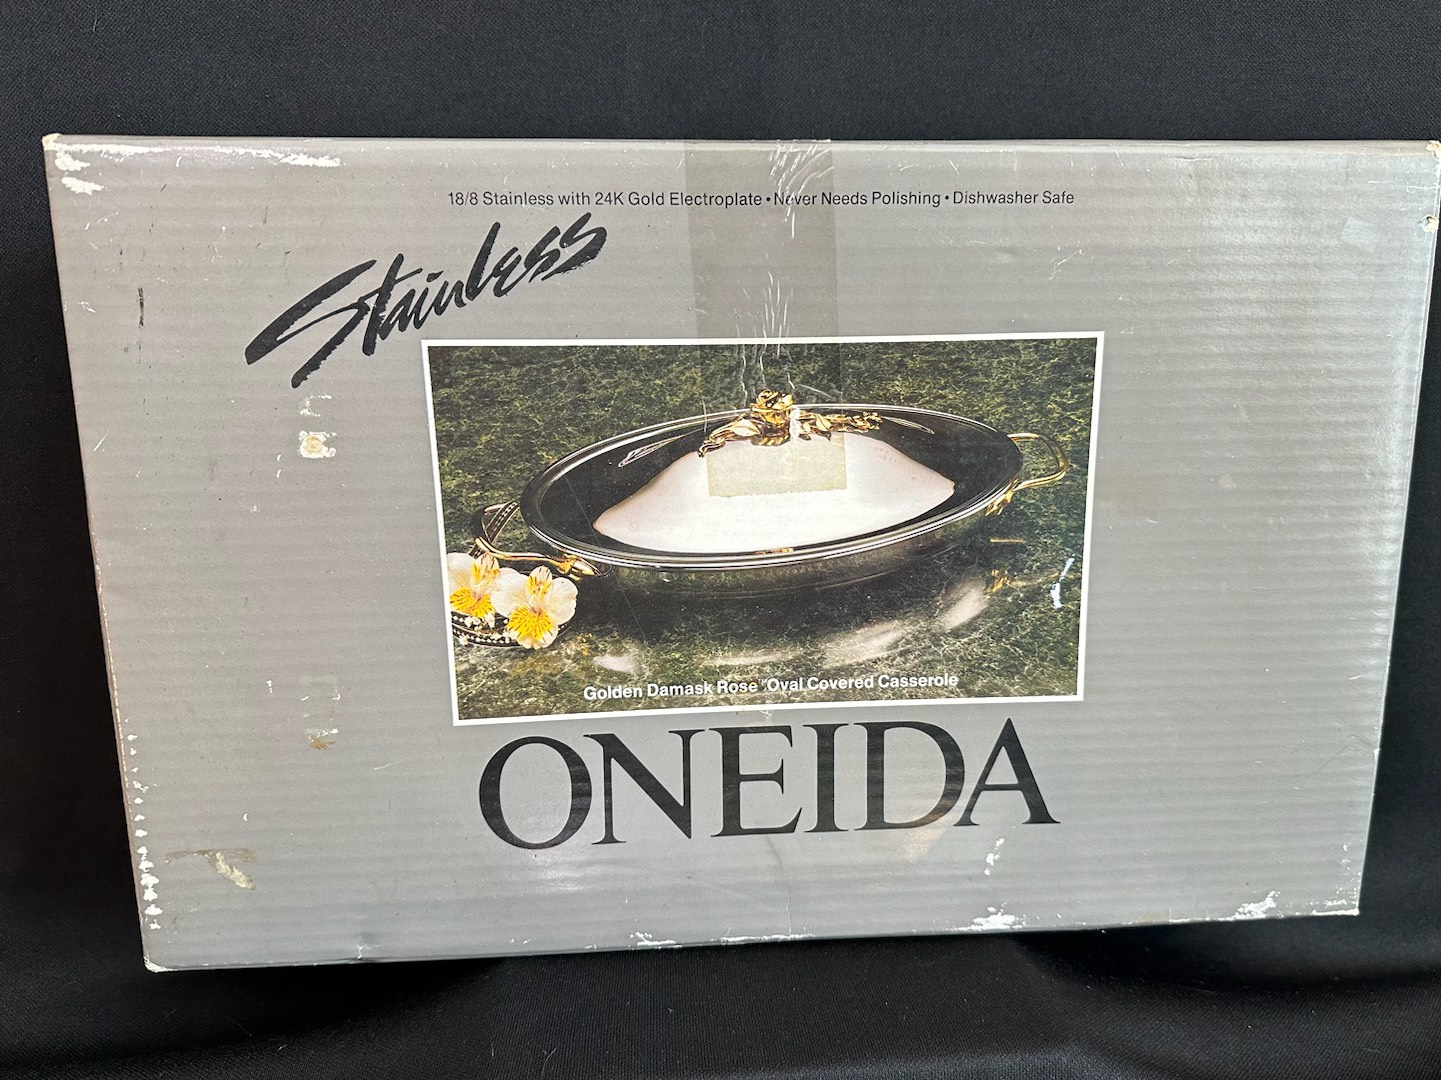 18/8 Stainless with 24K Gold Electroplate • Never Needs Polishing • Dishwasher Safe
Stainless
Golden Damask Rose™ Oval Covered Casserole
ONEIDA